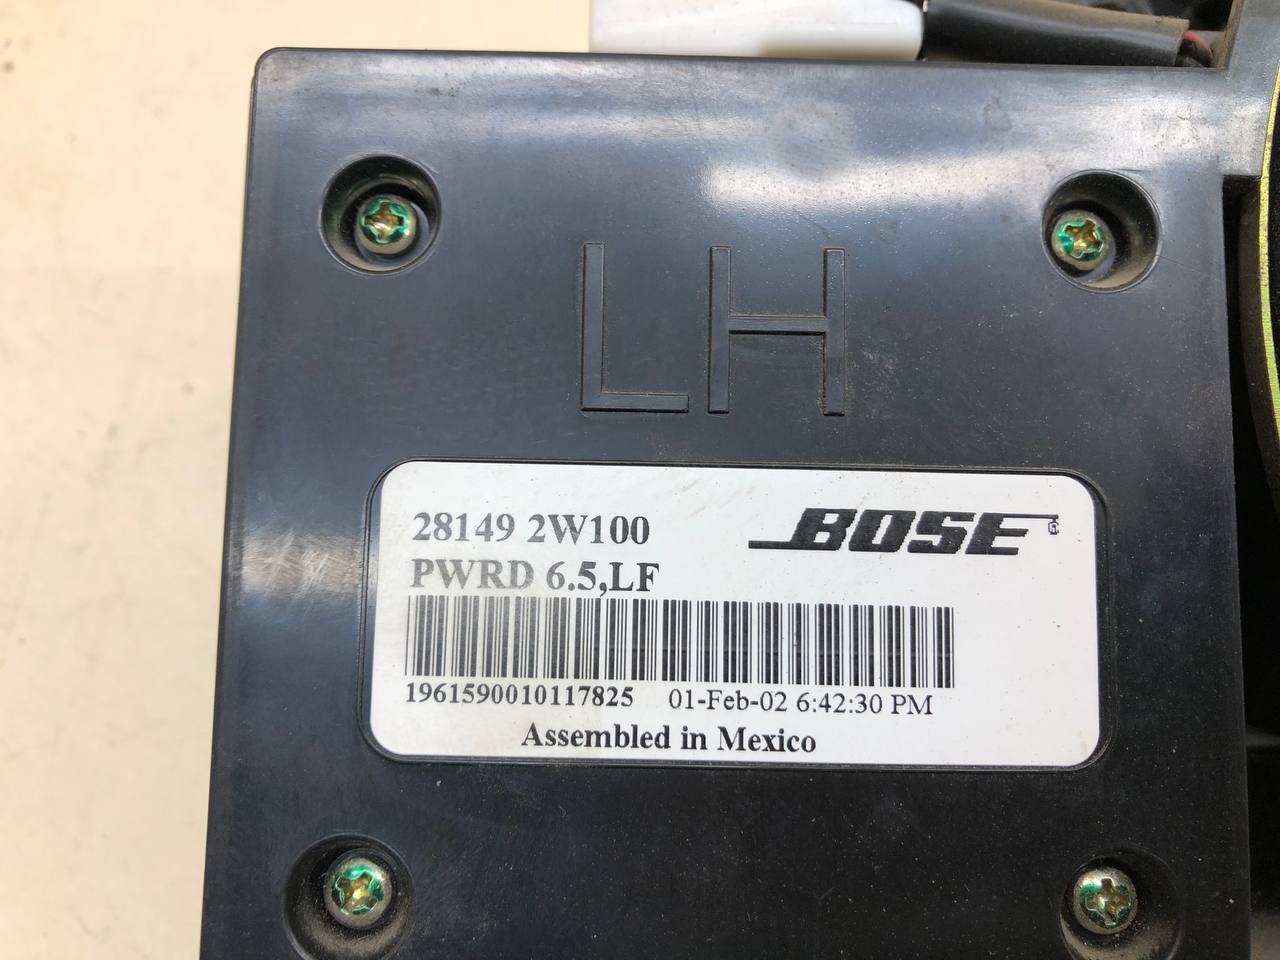 LH
28149 2W100
BOSE
PWRD 6.5,LF
1961590010117825 01-Feb-02 6:42:30 PM
Assembled in Mexico